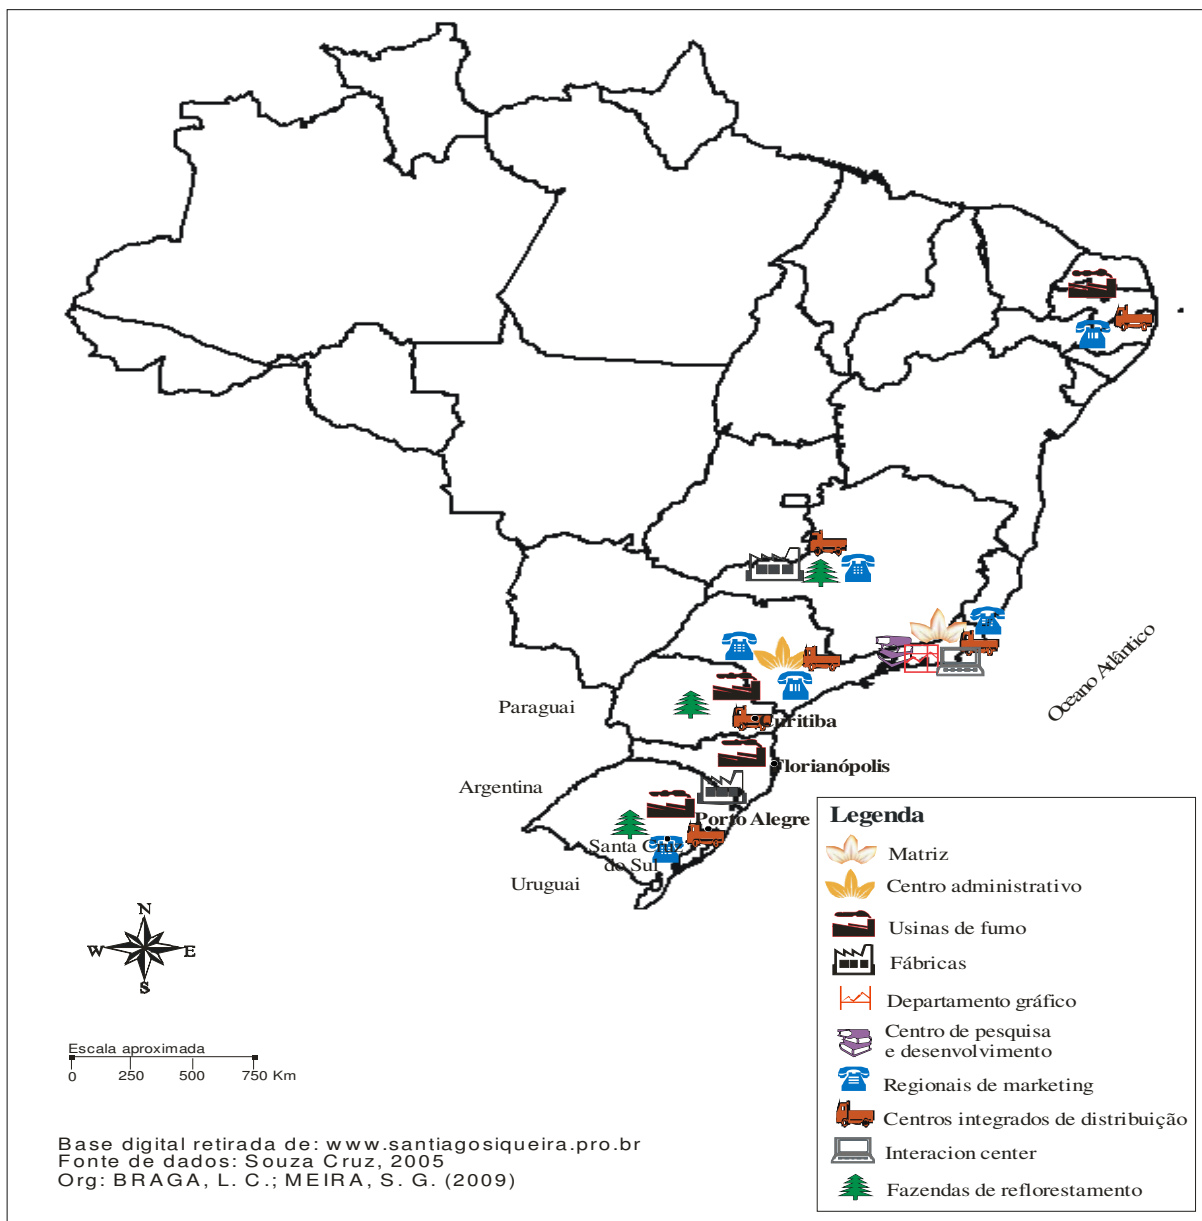 Oceano Atlântico
Paraguai
Curitiba
Florianópolis
Argentina
Porto Alegre
Santa Cruz
do Sul
Uruguai
Legenda
Matriz
Centro administrativo
Usinas de fumo
Fábricas
Departamento gráfico
Centro de pesquisa
e desenvolvimento
Regionais de marketing
Centros integrados de distribuição
Interacion center
Fazendas de reflorestamento
N
W E
S
Escala aproximada
0 250 500 750 Km
Base digital retirada de: www.santiagosiqueira.pro.br
Fonte de dados: Souza Cruz, 2005
Org: BRAGA, L. C.; MEIRA, S. G. (2009)